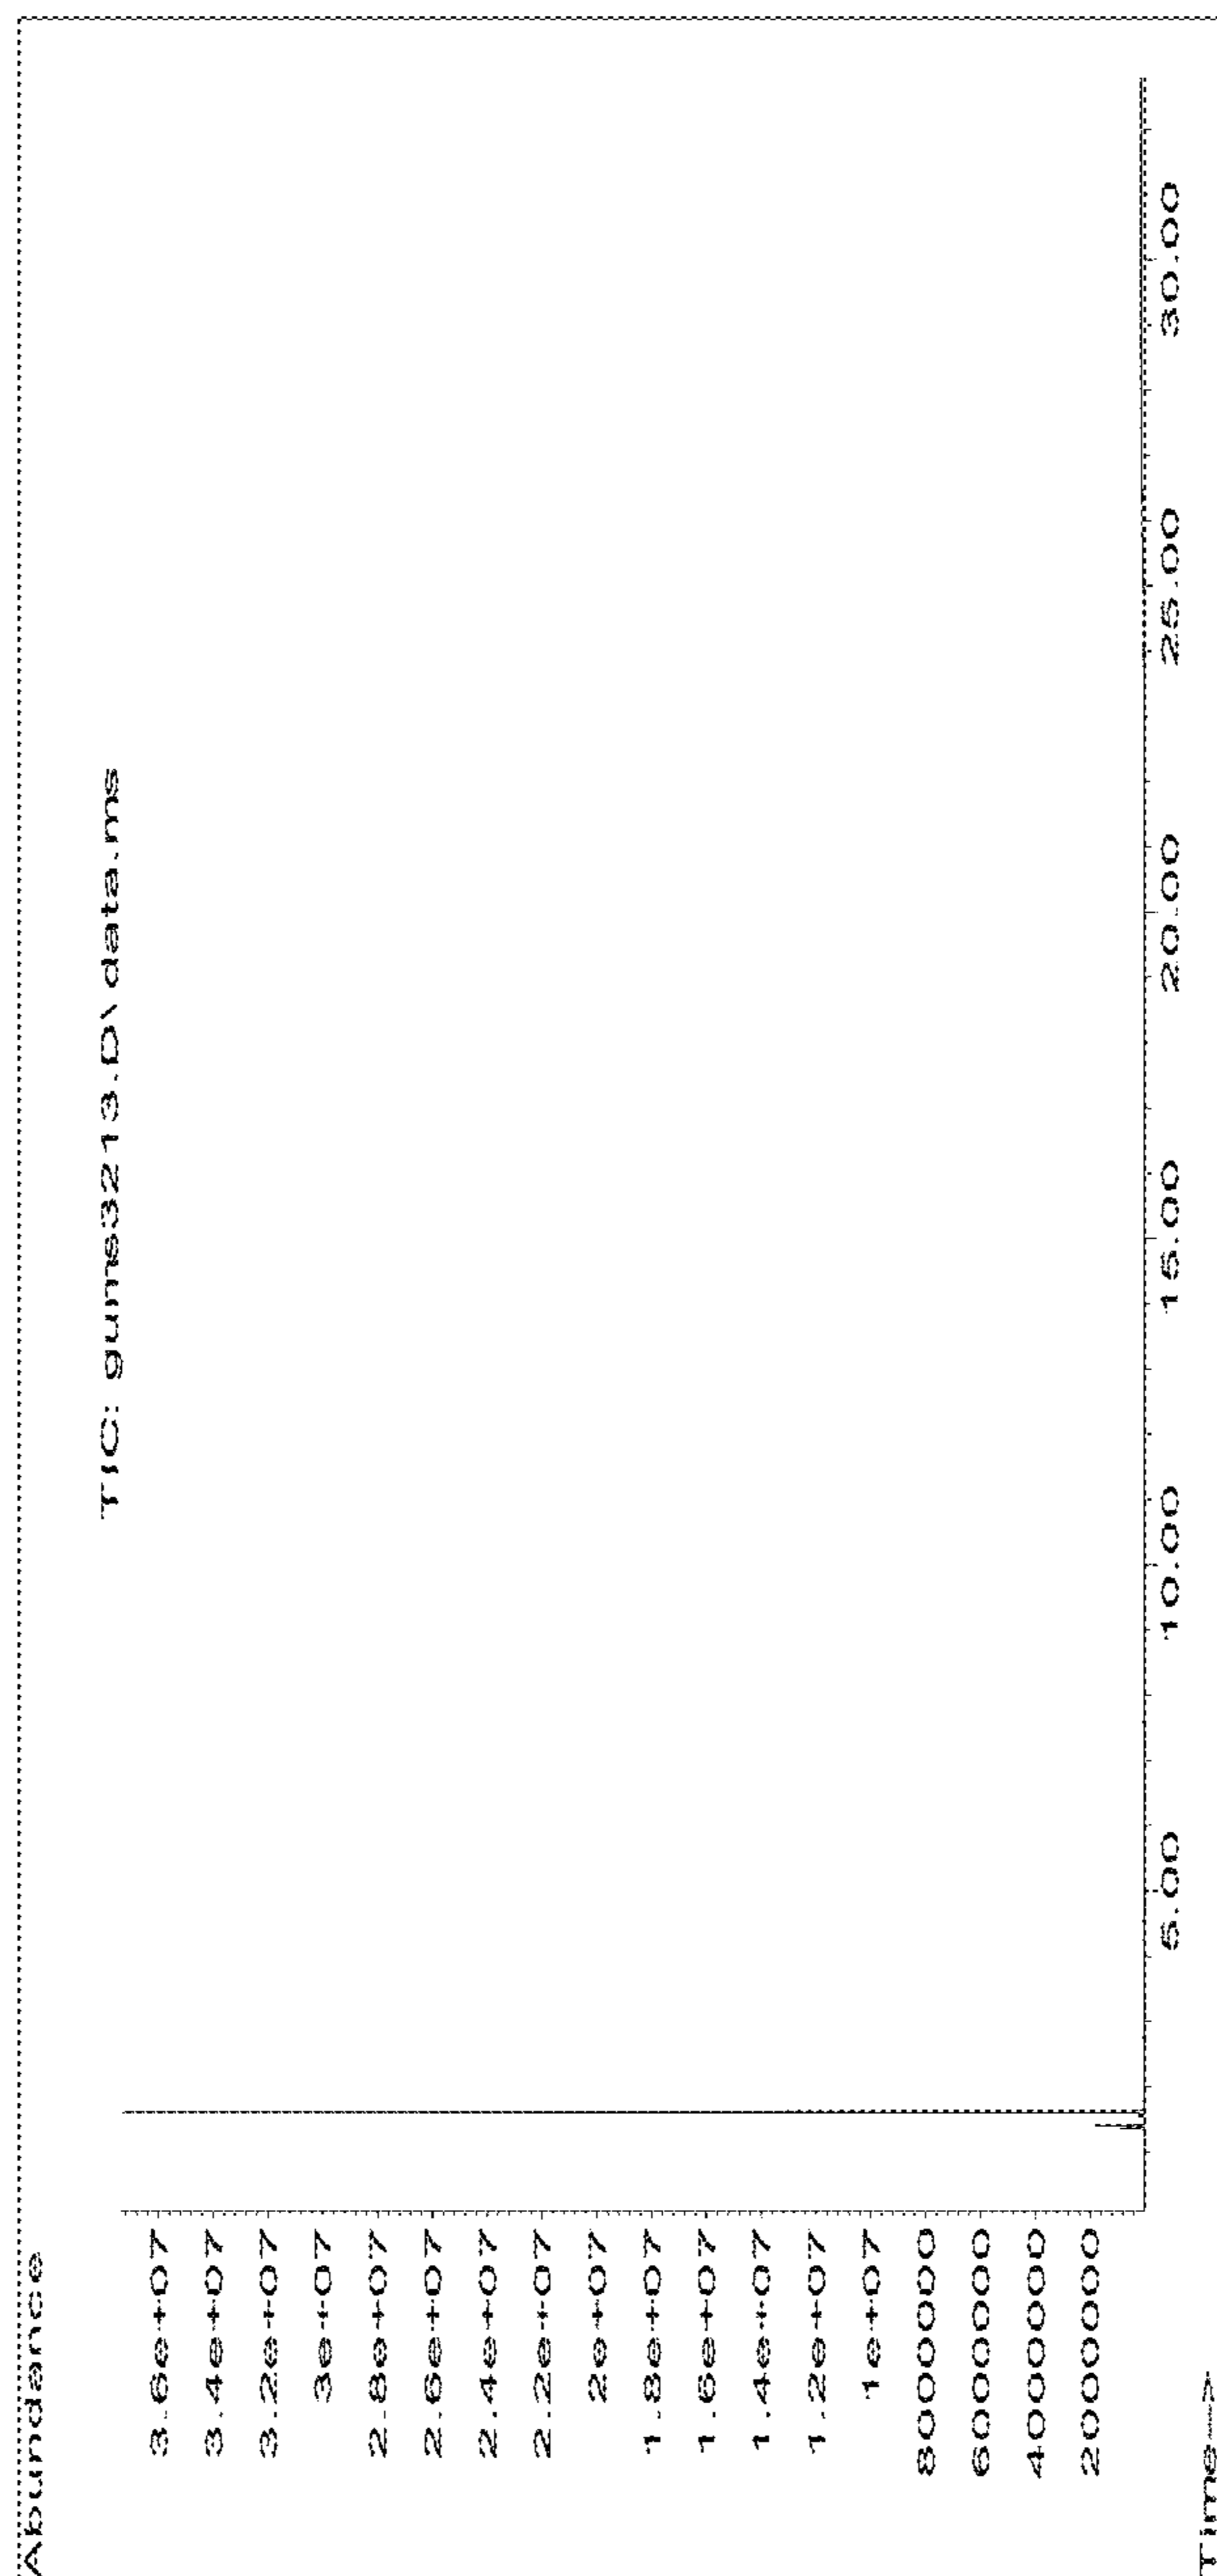 Abundance
TIC: gums3213.D\data.ms
3.6e+07
3.4e+07
3.2e+07
3e+07
2.8e+07
2.6e+07
2.4e+07
2.2e+07
2e+07
1.8e+07
1.6e+07
1.4e+07
1.2e+07
1e+07
8000000
6000000
4000000
2000000
5.00
10.00
15.00
20.00
25.00
30.00
Time-->